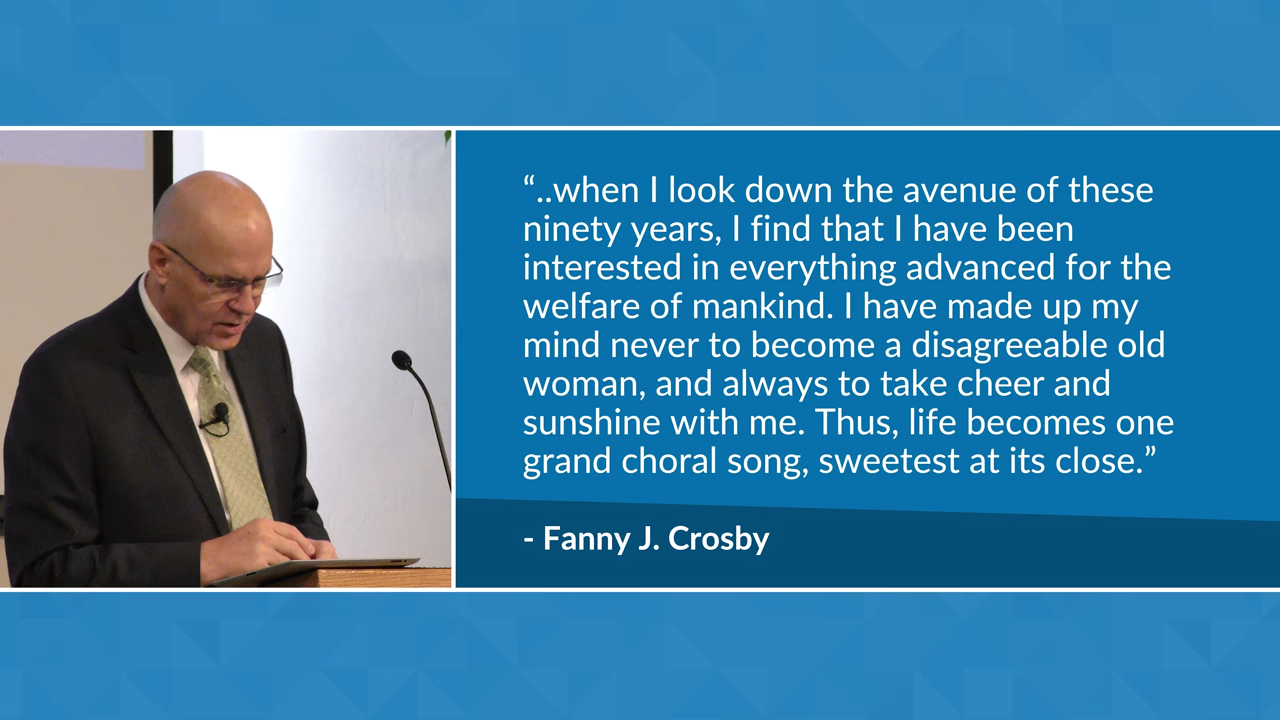 “..when I look down the avenue of these
ninety years, I find that I have been
interested in everything advanced for the
welfare of mankind. I have made up my
mind never to become a disagreeable old
woman, and always to take cheer and
sunshine with me. Thus, life becomes one
grand choral song, sweetest at its close.”
- Fanny J. Crosby